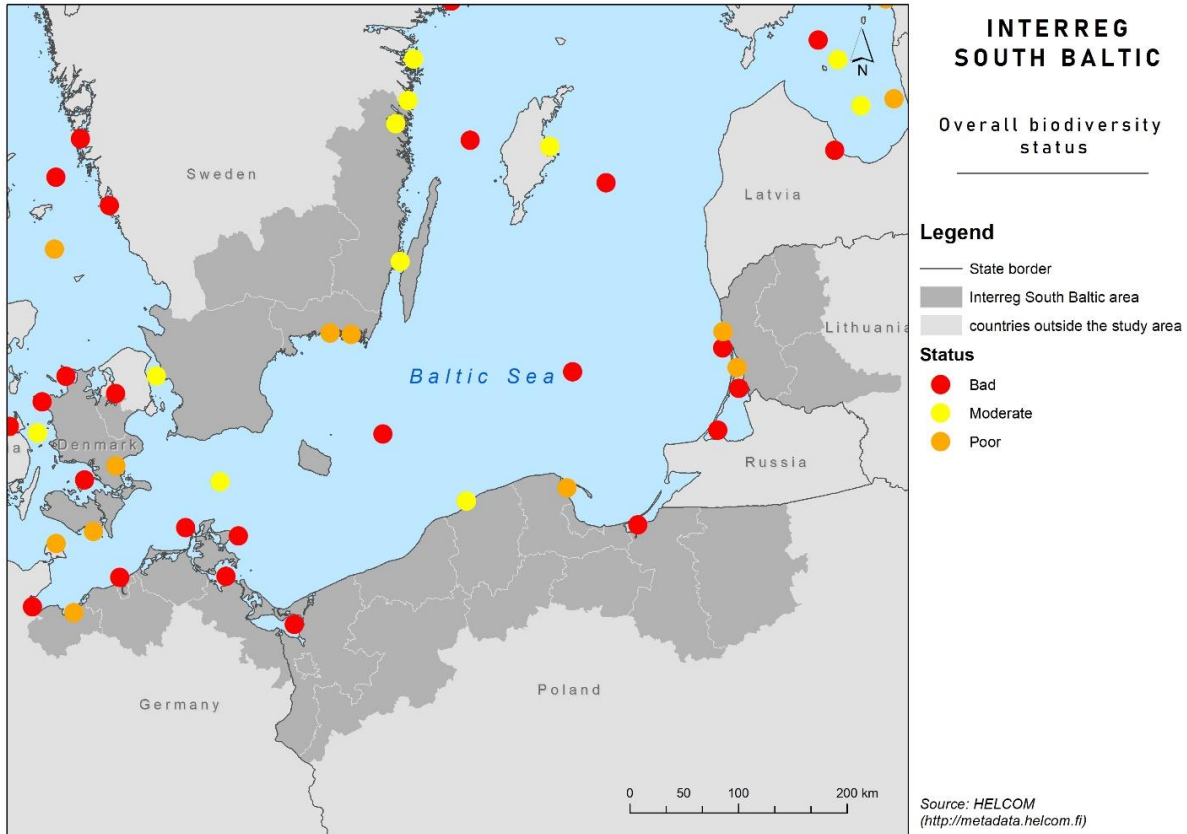 INTERREG
SOUTH BALTIC
Overall biodiversity
status
Legend
State border
Interreg South Baltic area
countries outside the study area
Status
Bad
Moderate
Poor
Source: HELCOM
(http://metadata.helcom.fi)
N
Sweden
Latvia
Lithuania
Baltic Sea
Denmark
a
Russia
Germany
Poland
0 50 100 200 km